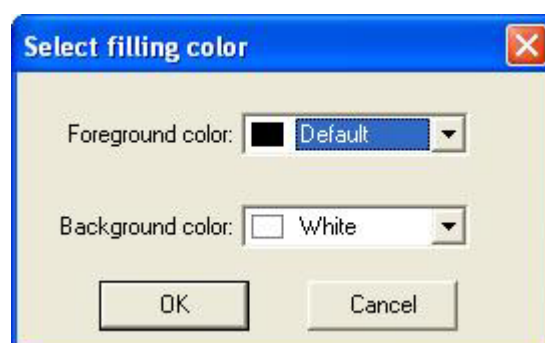 Select filling color
Foreground color: Default
Background color: White
OK Cancel